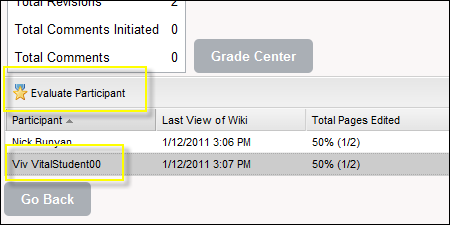 Total Revisions 2
Total Comments Initiated 0
Total Comments 0
Grade Center
Evaluate Participant
Participant Last View of Wiki Total Pages Edited
Nick Bunyan 1/12/2011 3:06 PM 50% (1/2)
Viv VitalStudent00 1/12/2011 3:07 PM 50% (1/2)
Go Back